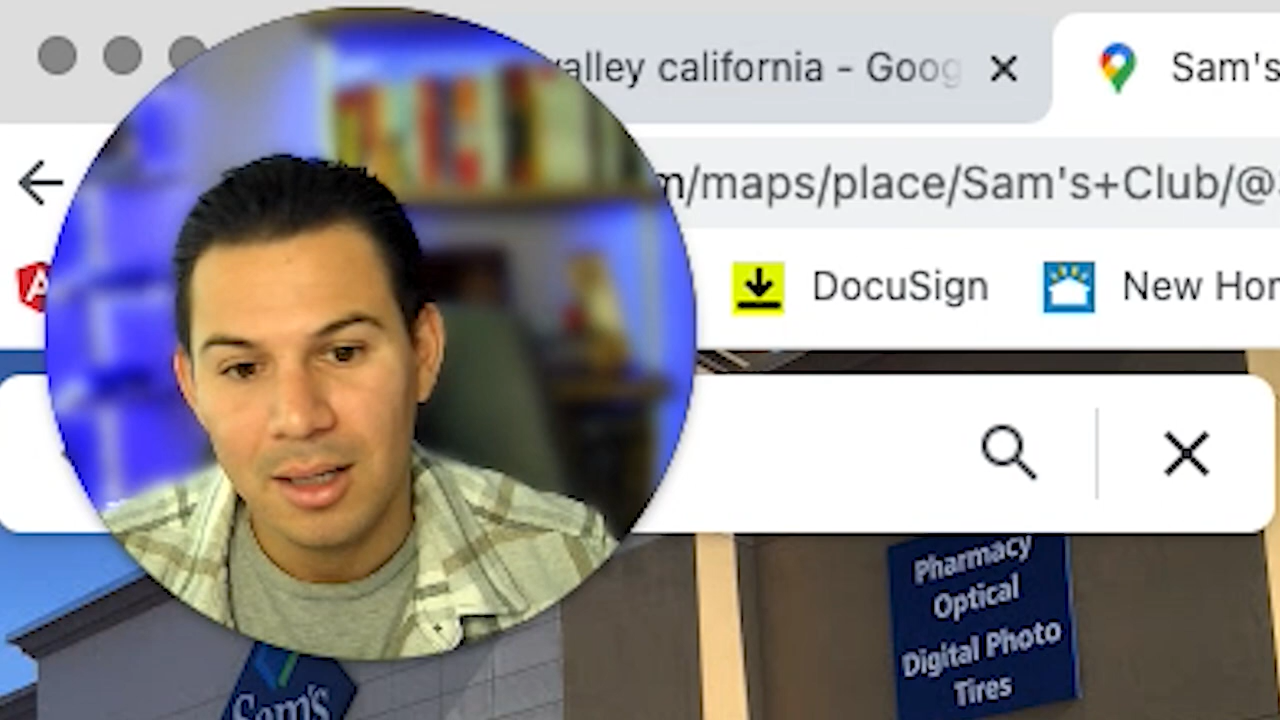 valley california - Goog
Sam's
m/maps/place/Sam's+Club/@
DocuSign
New Hor
Pharmacy
Optical
Digital Photo
Tires
Sam's